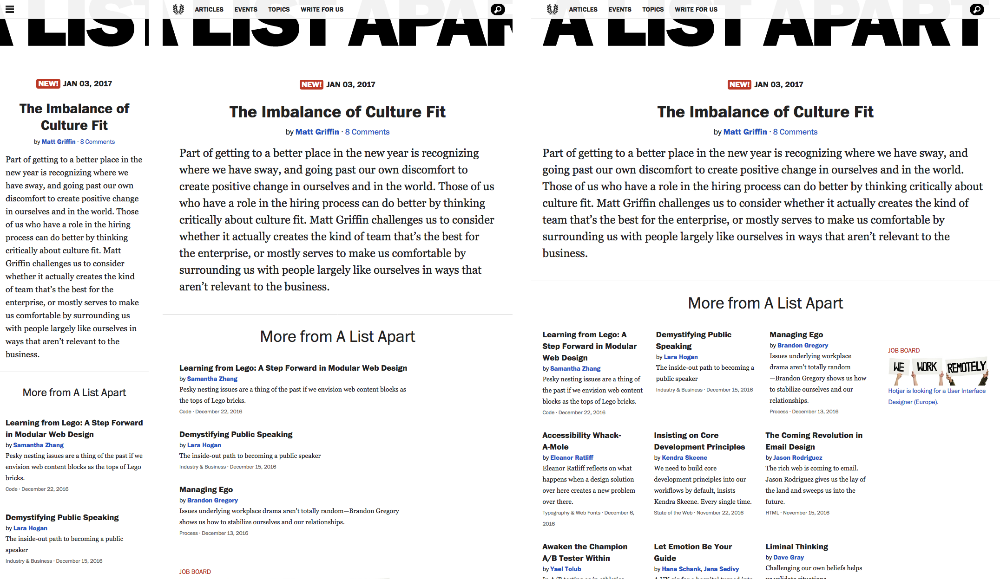 A LIST
NEW! JAN 03, 2017
The Imbalance of
Culture Fit
by Matt Griffin · 8 Comments
Part of getting to a better place in the
new year is recognizing where we
have sway, and going past our own
discomfort to create positive change
in ourselves and in the world. Those
of us who have a role in the hiring
process can do better by thinking
critically about culture fit. Matt
Griffin challenges us to consider
whether it actually creates the kind
of team that’s the best for the
enterprise, or mostly serves to make
us comfortable by surrounding us
with people largely like ourselves in
ways that aren’t relevant to the
business.
More from A List Apart
Learning from Lego: A Step Forward
in Modular Web Design
by Samantha Zhang
Pesky nesting issues are a thing of the past if we
envision web content blocks as the tops of Lego
bricks.
Code · December 22, 2016
Demystifying Public Speaking
by Lara Hogan
The inside-out path to becoming a public
speaker
Industry & Business · December 15, 2016
ARTICLES EVENTS TOPICS WRITE FOR US
A LIST APAR
NEW! JAN 03, 2017
The Imbalance of Culture Fit
by Matt Griffin · 8 Comments
Part of getting to a better place in the new year is recognizing
where we have sway, and going past our own discomfort to
create positive change in ourselves and in the world. Those of us
who have a role in the hiring process can do better by thinking
critically about culture fit. Matt Griffin challenges us to consider
whether it actually creates the kind of team that’s the best for
the enterprise, or mostly serves to make us comfortable by
surrounding us with people largely like ourselves in ways that
aren’t relevant to the business.
More from A List Apart
Learning from Lego: A Step Forward in Modular Web Design
by Samantha Zhang
Pesky nesting issues are a thing of the past if we envision web content blocks as
the tops of Lego bricks.
Code · December 22, 2016
Demystifying Public Speaking
by Lara Hogan
The inside-out path to becoming a public speaker
Industry & Business · December 15, 2016
Managing Ego
by Brandon Gregory
Issues underlying workplace drama aren’t totally random—Brandon Gregory
shows us how to stabilize ourselves and our relationships.
Process · December 13, 2016
JOB BOARD
ARTICLES EVENTS TOPICS WRITE FOR US
A LIST APART
NEW! JAN 03, 2017
The Imbalance of Culture Fit
by Matt Griffin · 8 Comments
Part of getting to a better place in the new year is recognizing where we have sway, and
going past our own discomfort to create positive change in ourselves and in the world.
Those of us who have a role in the hiring process can do better by thinking critically about
culture fit. Matt Griffin challenges us to consider whether it actually creates the kind of
team that’s the best for the enterprise, or mostly serves to make us comfortable by
surrounding us with people largely like ourselves in ways that aren’t relevant to the
business.
More from A List Apart
Learning from Lego: A
Step Forward in Modular
Web Design
by Samantha Zhang
Pesky nesting issues are a thing of
the past if we envision web content
blocks as the tops of Lego bricks.
Code · December 22, 2016
Demystifying Public
Speaking
by Lara Hogan
The inside-out path to becoming a
public speaker
Industry & Business · December 15, 2016
Managing Ego
by Brandon Gregory
Issues underlying workplace
drama aren’t totally random
—Brandon Gregory shows us how
to stabilize ourselves and our
relationships.
Process · December 13, 2016
JOB BOARD
WE WORK REMOTELY
Hotjar is looking for a User Interface
Designer (Europe).
Accessibility Whack-
A-Mole
by Eleanor Ratliff
Eleanor Ratliff reflects on what
happens when a design solution
over here creates a new problem
over there.
Typography & Web Fonts · December 6,
2016
Insisting on Core
Development Principles
by Kendra Skeene
We need to build core
development principles into our
workflows by default, insists
Kendra Skeene. Every single time.
State of the Web · November 22, 2016
The Coming Revolution in
Email Design
by Jason Rodriguez
The rich web is coming to email.
Jason Rodriguez gives us the lay of
the land and sweeps us into the
future.
HTML · November 15, 2016
Awaken the Champion
A/B Tester Within
by Yael Tolub
Let Emotion Be Your
Guide
by Hana Schank, Jana Sedivy
Liminal Thinking
by Dave Gray
Challenging our own beliefs helps